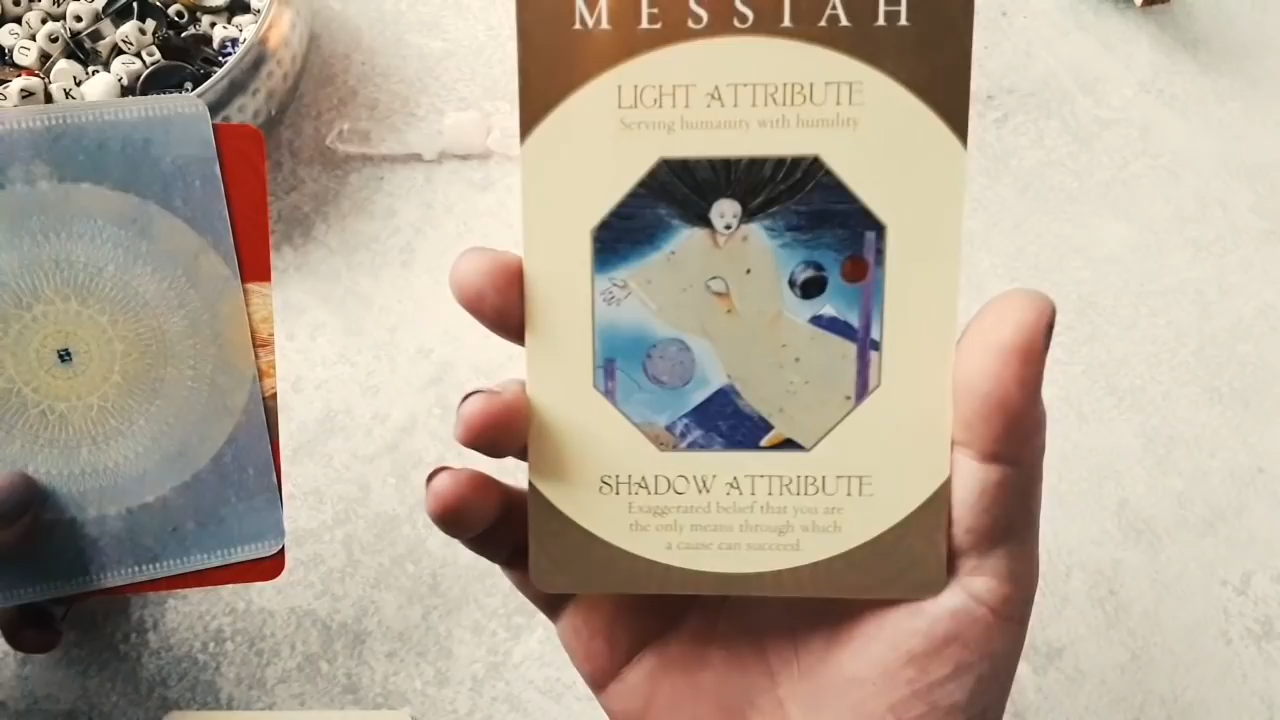 MESSIAH
LIGHT ATTRIBUTE
Serving humanity with humility
SHADOW ATTRIBUTE
Exaggerated belief that you are
the only means through which
a cause can succeed.